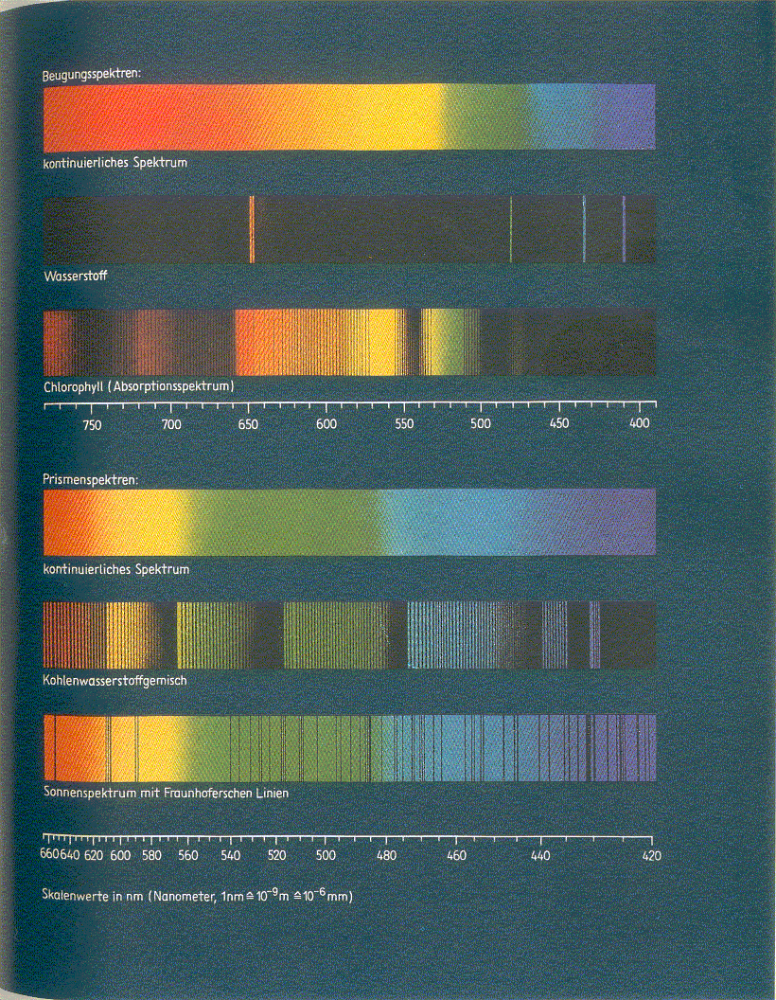 Beugungsspektren:
kontinuierliches Spektrum
Wasserstoff
Chlorophyll (Absorptionsspektrum)
750 700 650 600 550 500 450 400
Prismenspektren:
kontinuierliches Spektrum
Kohlenwasserstoffgemisch
Sonnenspektrum mit Fraunhoferschen Linien
660 640 620 600 580 560 540 520 500 480 460 440 420
Skalenwerte in nm (Nanometer, 1nm≙10⁻⁹m ≙10⁻⁶mm)